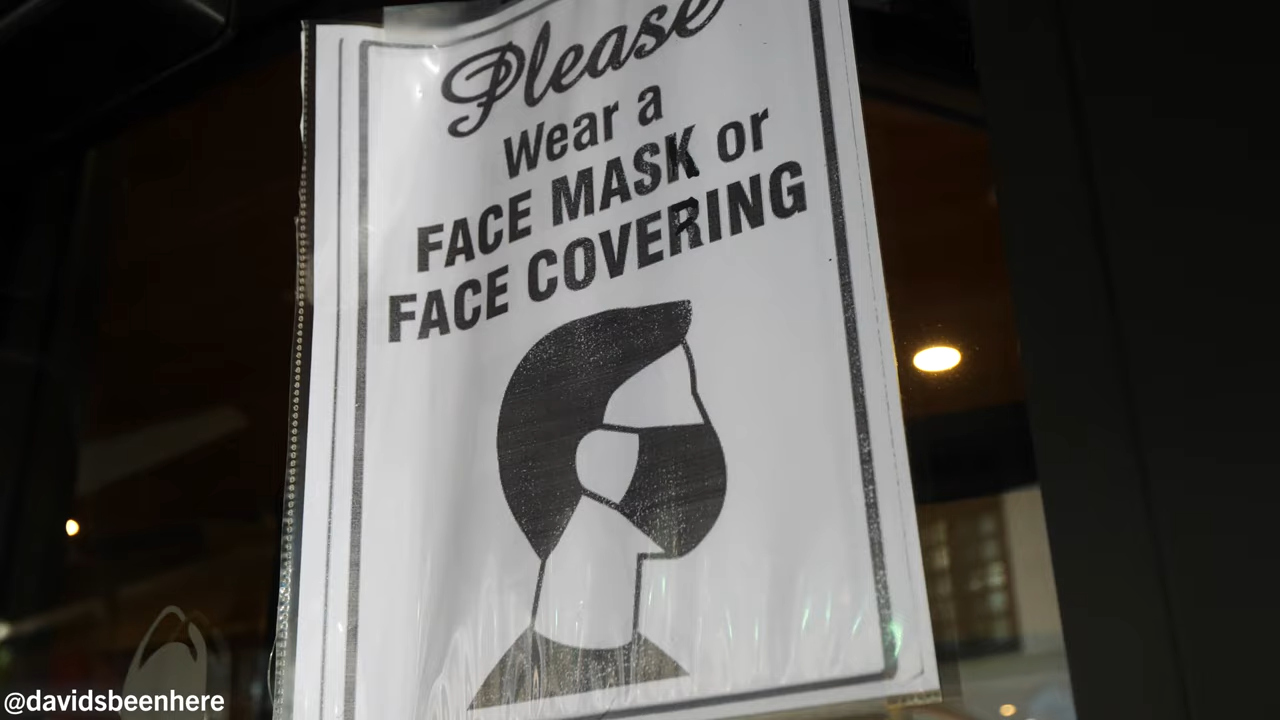 Please
Wear a
FACE MASK or
FACE COVERING
@davidsbeenhere